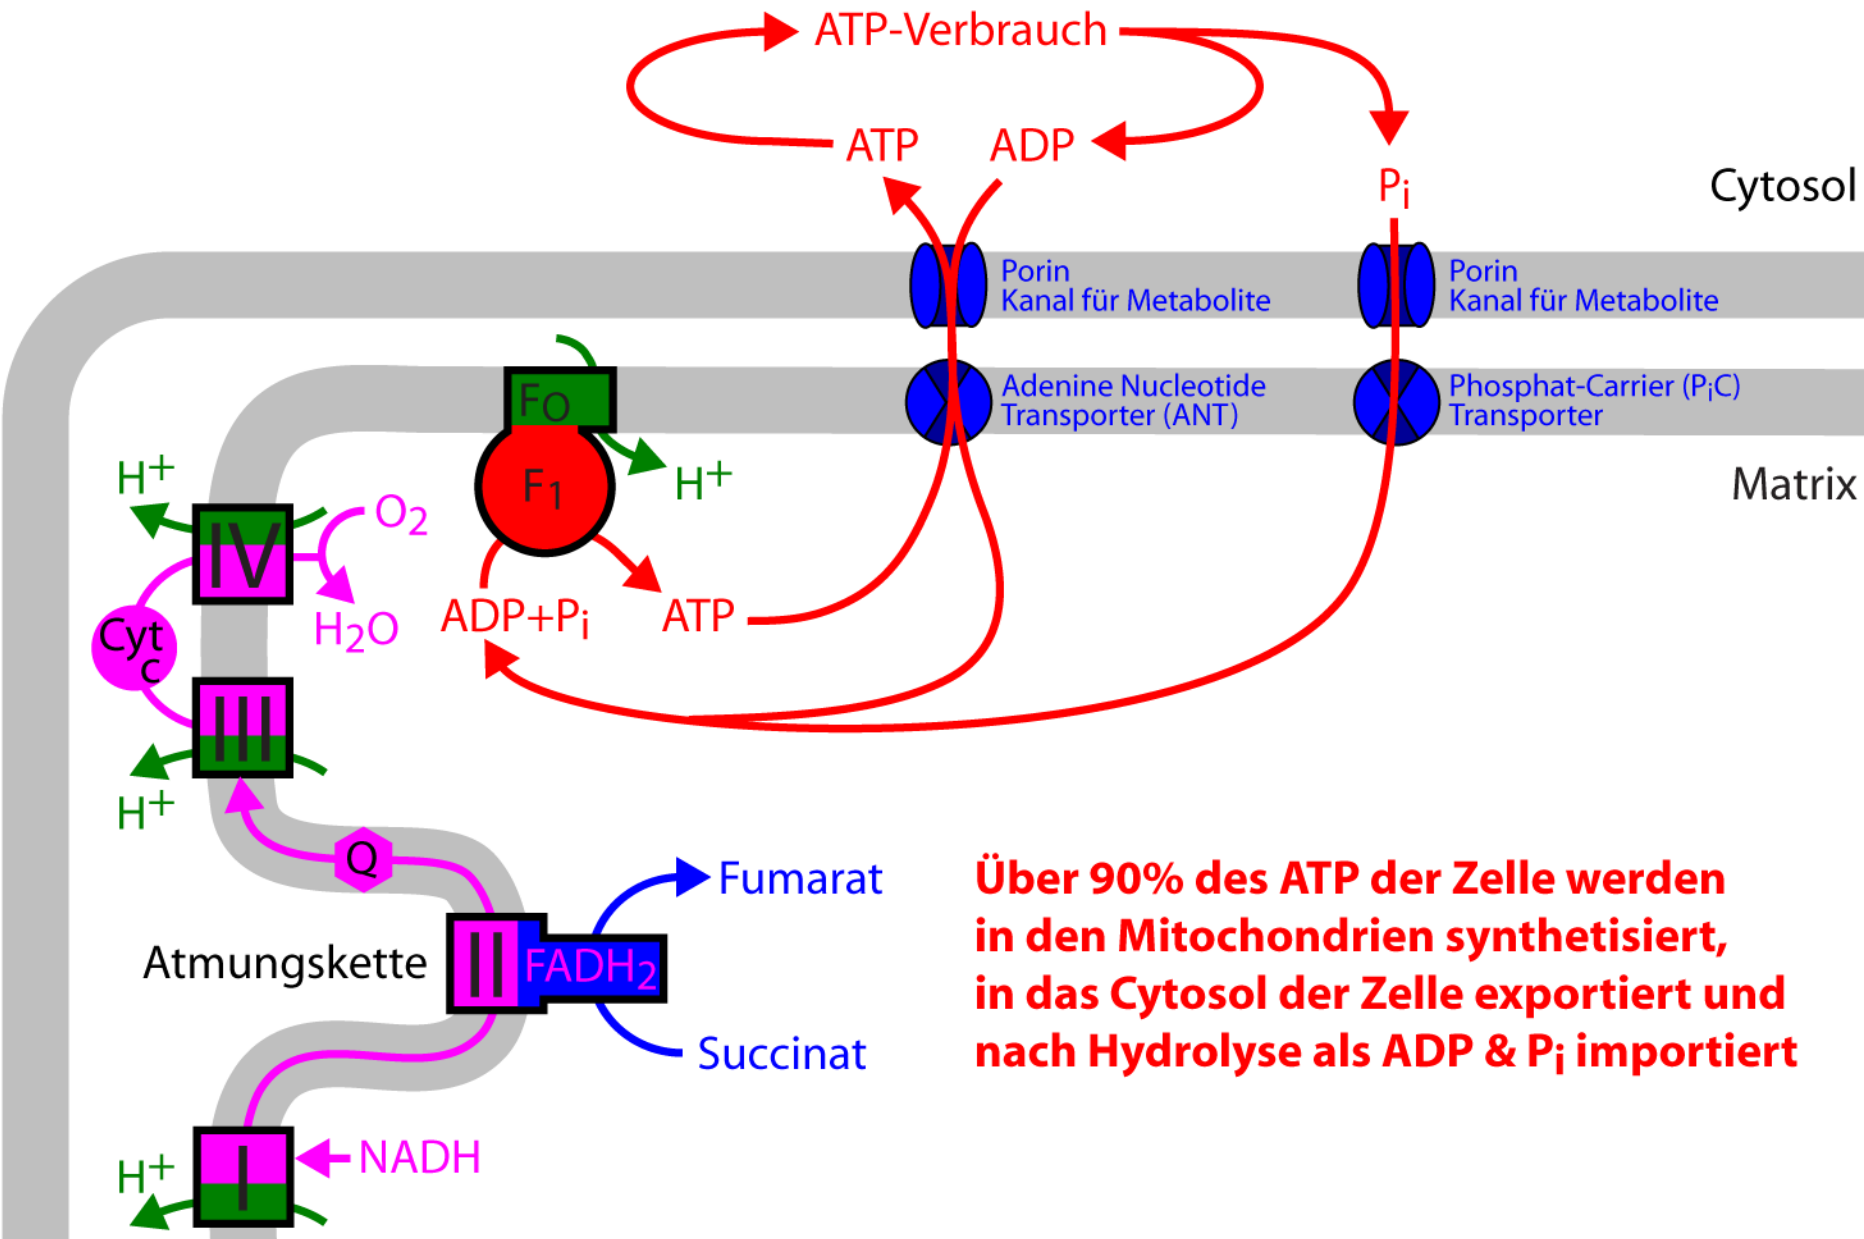 ATP-Verbrauch
ATP
ADP
Pi
Cytosol
Porin
Kanal für Metabolite
Porin
Kanal für Metabolite
Adenine Nucleotide
Transporter (ANT)
Phosphat-Carrier (PiC)
Transporter
FO
F1
H+
Matrix
H+
O2
IV
H2O
Cyt
c
ADP+Pi
ATP
III
H+
Q
Fumarat
Atmungskette
II
FADH2
Succinat
Über 90% des ATP der Zelle werden
in den Mitochondrien synthetisiert,
in das Cytosol der Zelle exportiert und
nach Hydrolyse als ADP & Pi importiert
H+
I
NADH